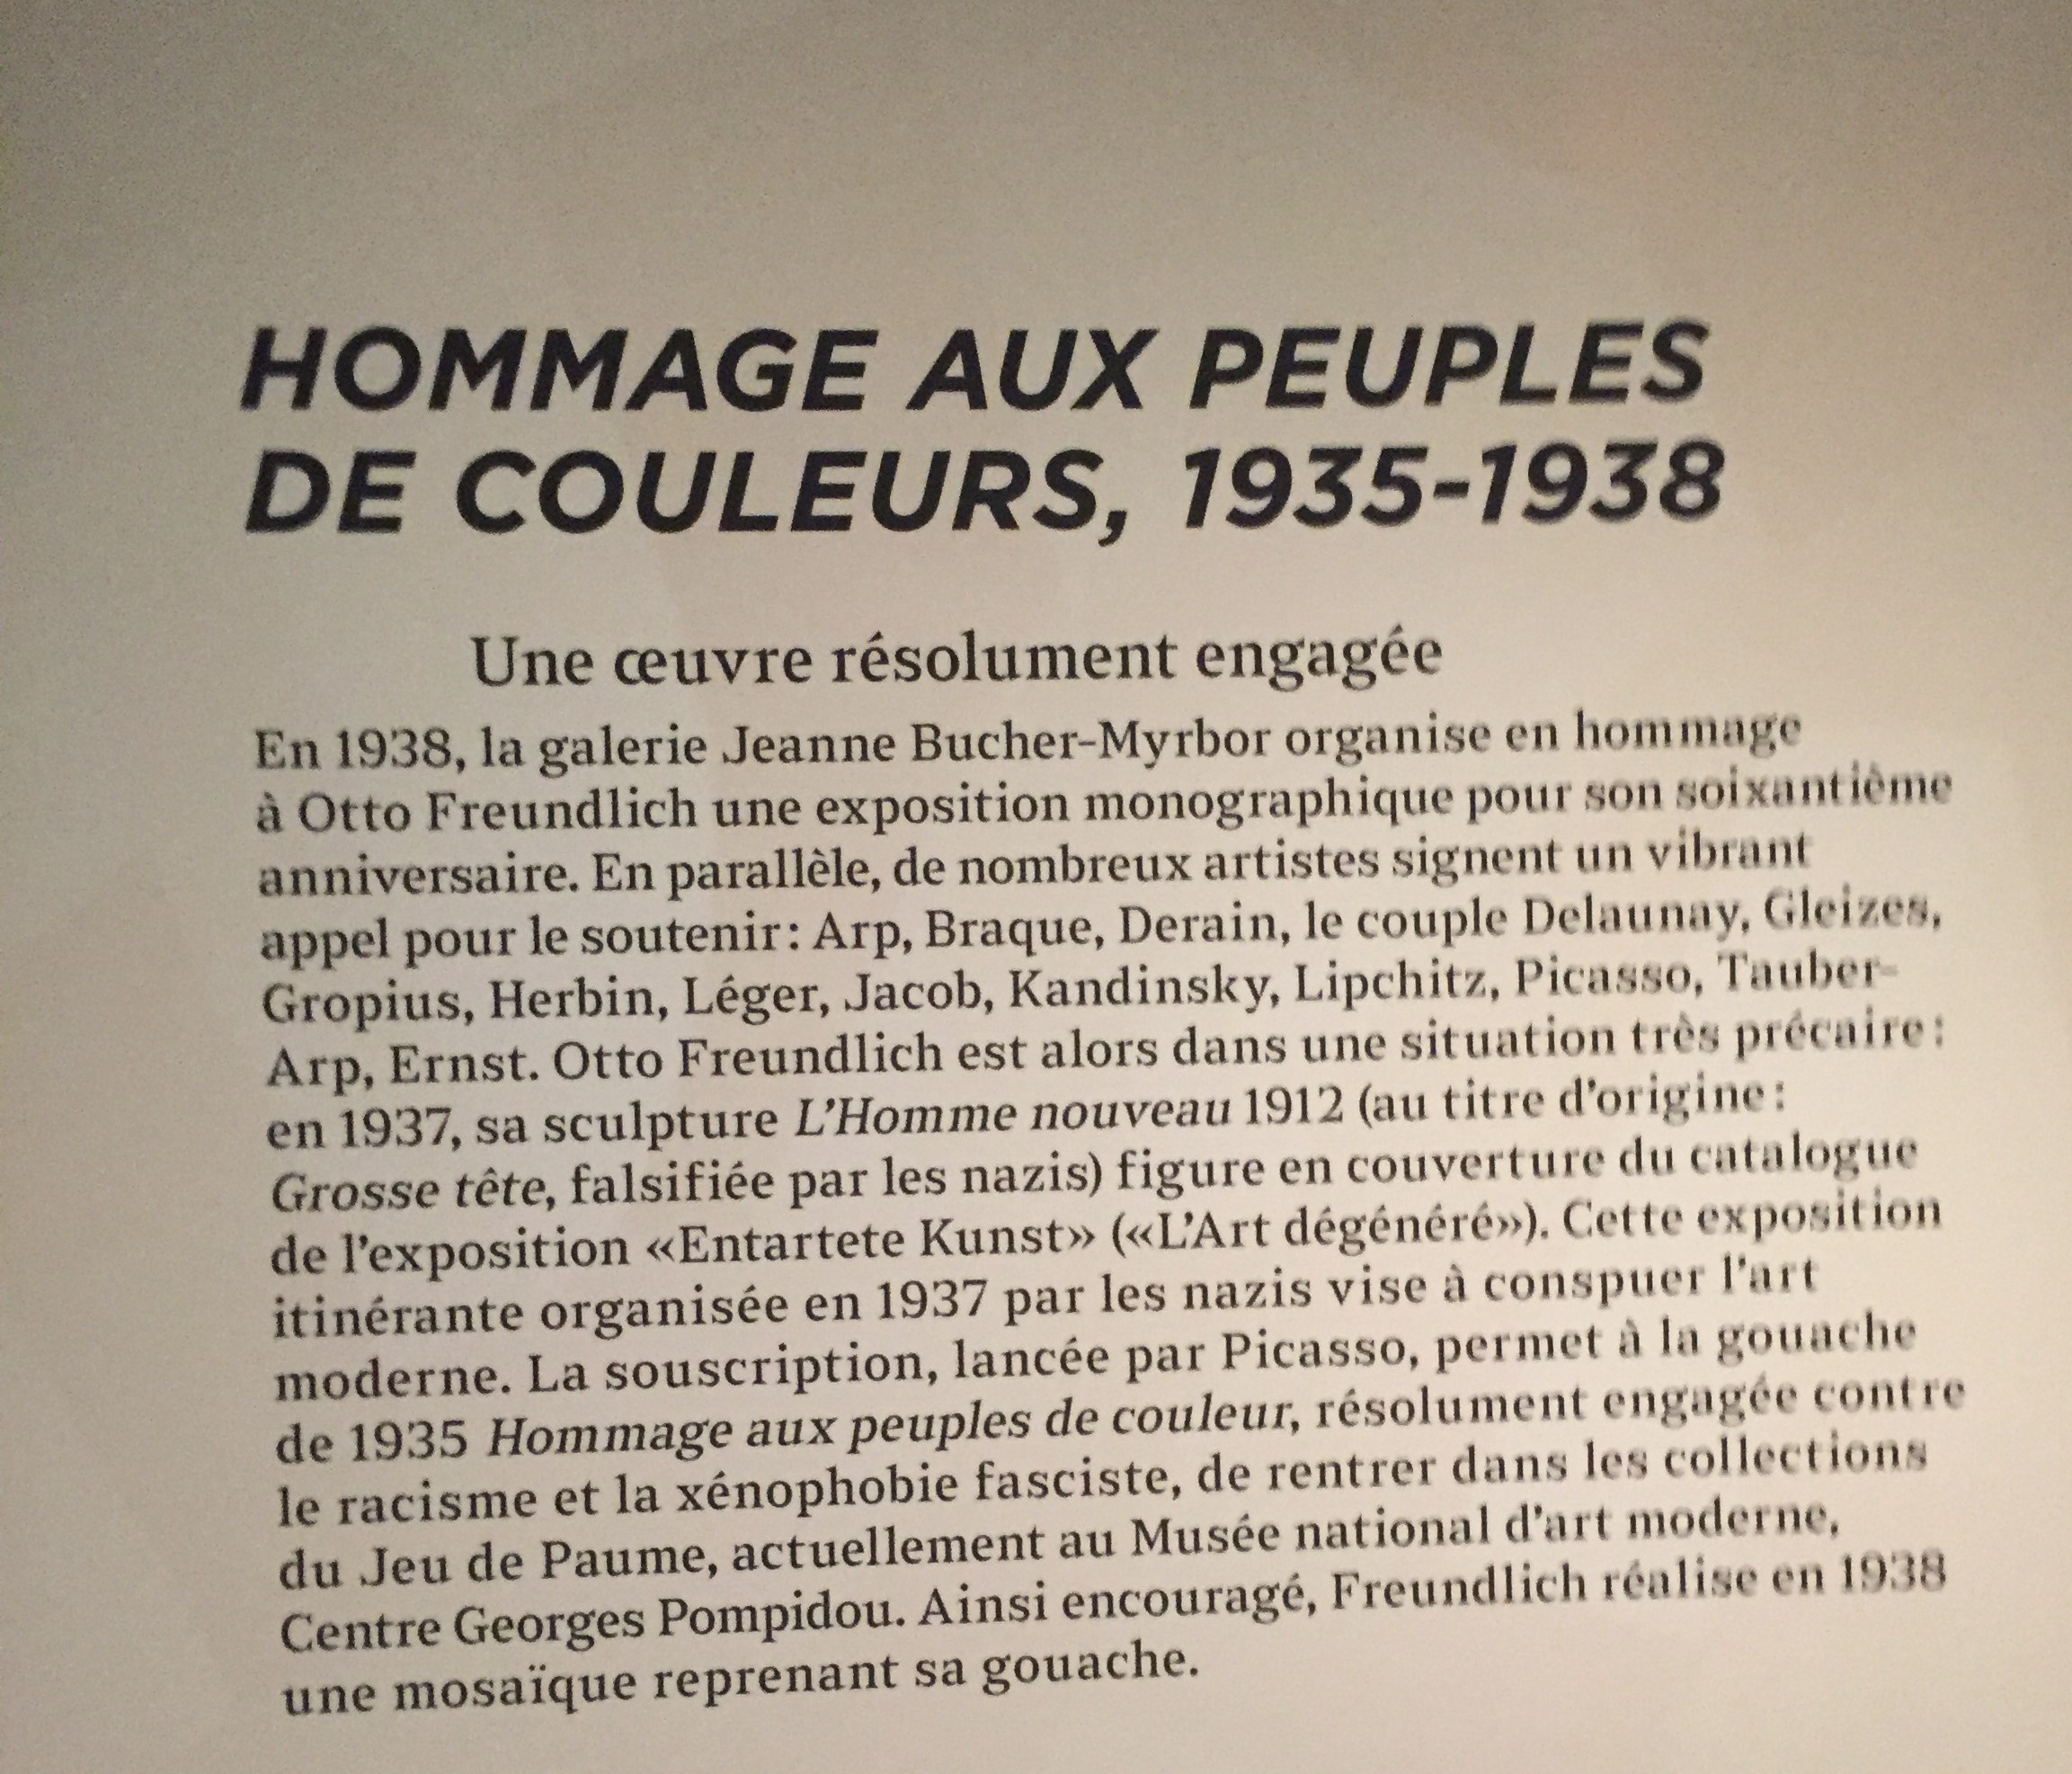 HOMMAGE AUX PEUPLES
DE COULEURS, 1935-1938
Une œuvre résolument engagée
En 1938, la galerie Jeanne Bucher-Myrbor organise en hommage
à Otto Freundlich une exposition monographique pour son soixantième
anniversaire. En parallèle, de nombreux artistes signent un vibrant
appel pour le soutenir : Arp, Braque, Derain, le couple Delaunay, Gleizes,
Gropius, Herbin, Léger, Jacob, Kandinsky, Lipchitz, Picasso, Tauber-
Arp, Ernst. Otto Freundlich est alors dans une situation très précaire :
en 1937, sa sculpture L’Homme nouveau 1912 (au titre d’origine :
Grosse tête, falsifiée par les nazis) figure en couverture du catalogue
de l’exposition «Entartete Kunst» («L’Art dégénéré»). Cette exposition
itinérante organisée en 1937 par les nazis vise à conspuer l’art
moderne. La souscription, lancée par Picasso, permet à la gouache
de 1935 Hommage aux peuples de couleur, résolument engagée contre
le racisme et la xénophobie fasciste, de rentrer dans les collections
du Jeu de Paume, actuellement au Musée national d’art moderne,
Centre Georges Pompidou. Ainsi encouragé, Freundlich réalise en 1938
une mosaïque reprenant sa gouache.